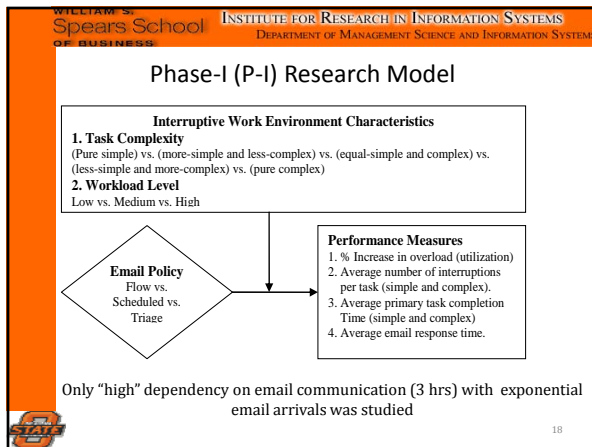 WILLIAM S.
Spears School
OF BUSINESS
INSTITUTE FOR RESEARCH IN INFORMATION SYSTEMS
DEPARTMENT OF MANAGEMENT SCIENCE AND INFORMATION SYSTEMS
Phase-I (P-I) Research Model
Interruptive Work Environment Characteristics
1. Task Complexity
(Pure simple) vs. (more-simple and less-complex) vs. (equal-simple and complex) vs.
(less-simple and more-complex) vs. (pure complex)
2. Workload Level
Low vs. Medium vs. High
Email Policy
Flow vs.
Scheduled vs.
Triage
Performance Measures
1. % Increase in overload (utilization)
2. Average number of interruptions
per task (simple and complex).
3. Average primary task completion
Time (simple and complex)
4. Average email response time.
Only "high" dependency on email communication (3 hrs) with exponential
email arrivals was studied
STATE
18